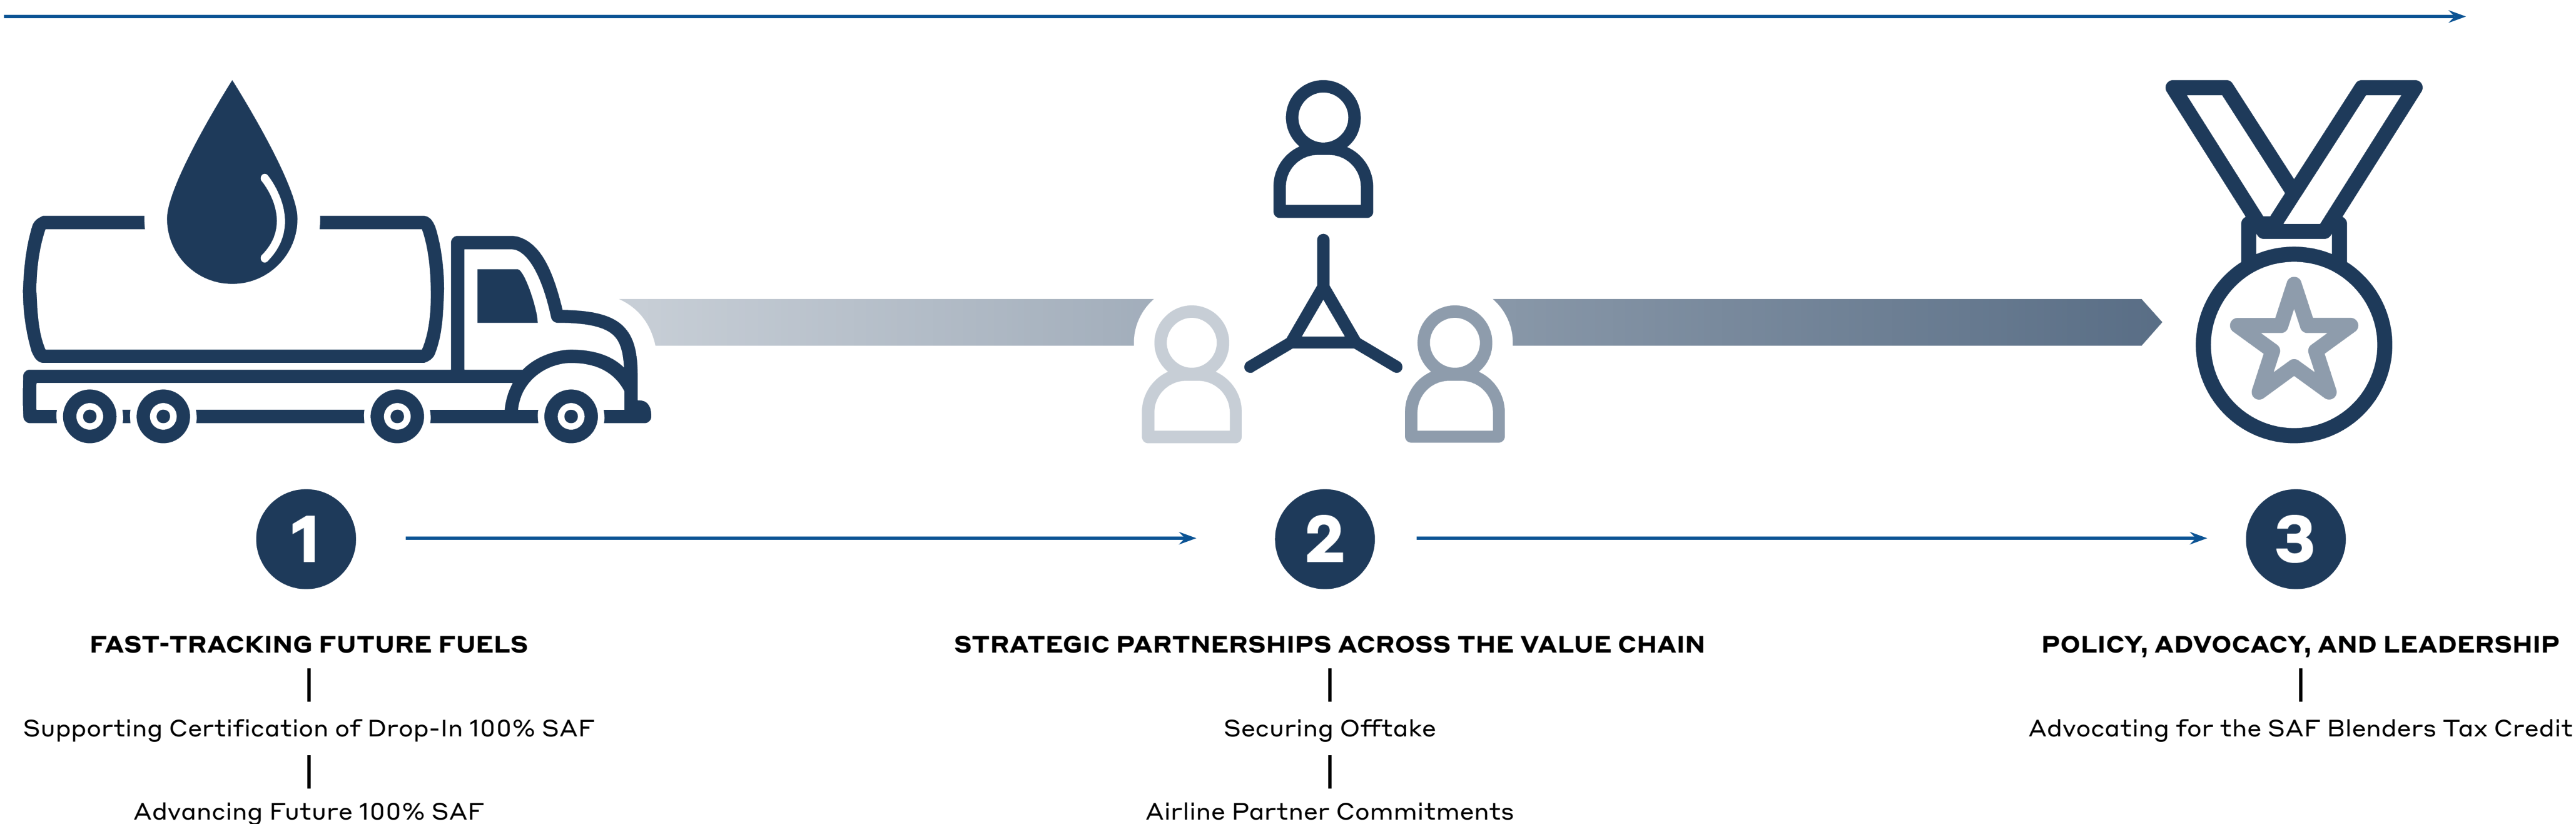 1
FAST-TRACKING FUTURE FUELS
Supporting Certification of Drop-In 100% SAF
Advancing Future 100% SAF
2
STRATEGIC PARTNERSHIPS ACROSS THE VALUE CHAIN
Securing Offtake
Airline Partner Commitments
3
POLICY, ADVOCACY, AND LEADERSHIP
Advocating for the SAF Blenders Tax Credit